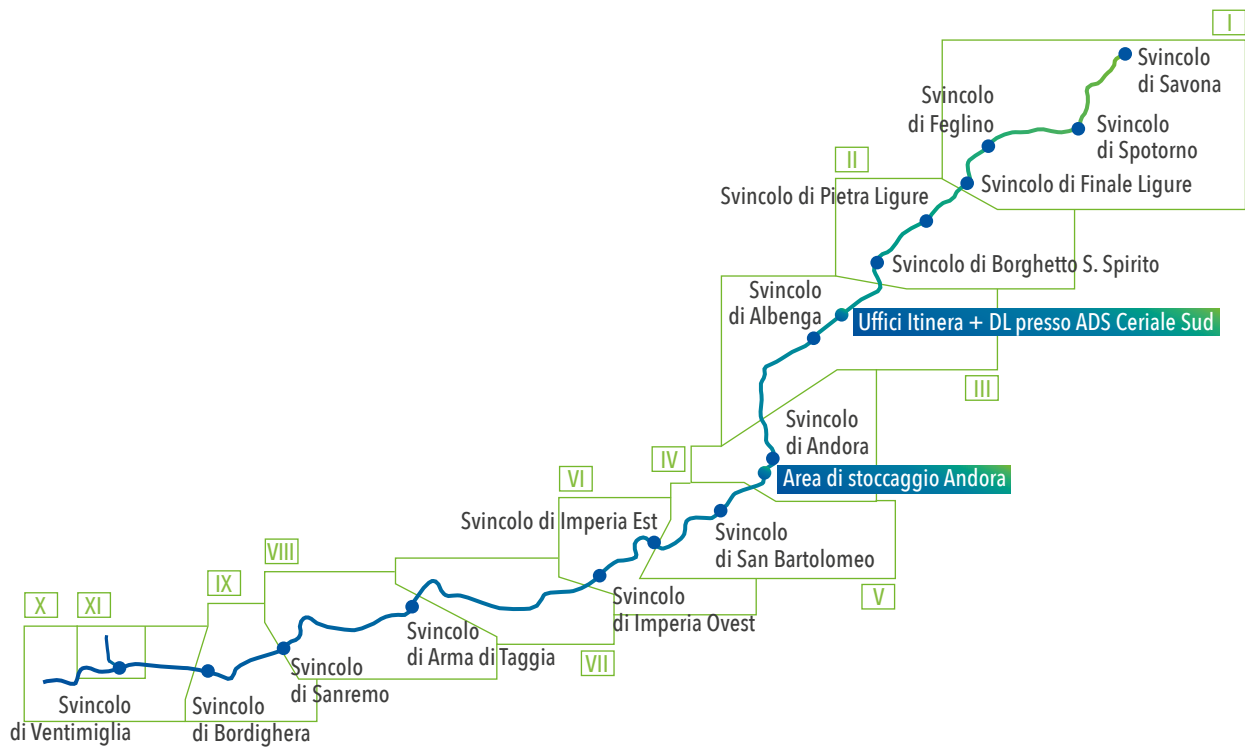 I
Svincolo
di Savona
Svincolo
di Feglino
Svincolo
di Spotorno
II
Svincolo di Finale Ligure
Svincolo di Pietra Ligure
Svincolo di Borghetto S. Spirito
Svincolo
di Albenga
Uffici Itinera + DL presso ADS Ceriale Sud
III
Svincolo
di Andora
IV
Area di stoccaggio Andora
VI
Svincolo di Imperia Est
Svincolo
di San Bartolomeo
V
VIII
Svincolo
di Imperia Ovest
IX
X
XI
Svincolo
di Arma di Taggia
VII
Svincolo
di Sanremo
Svincolo
di Ventimiglia
Svincolo
di Bordighera